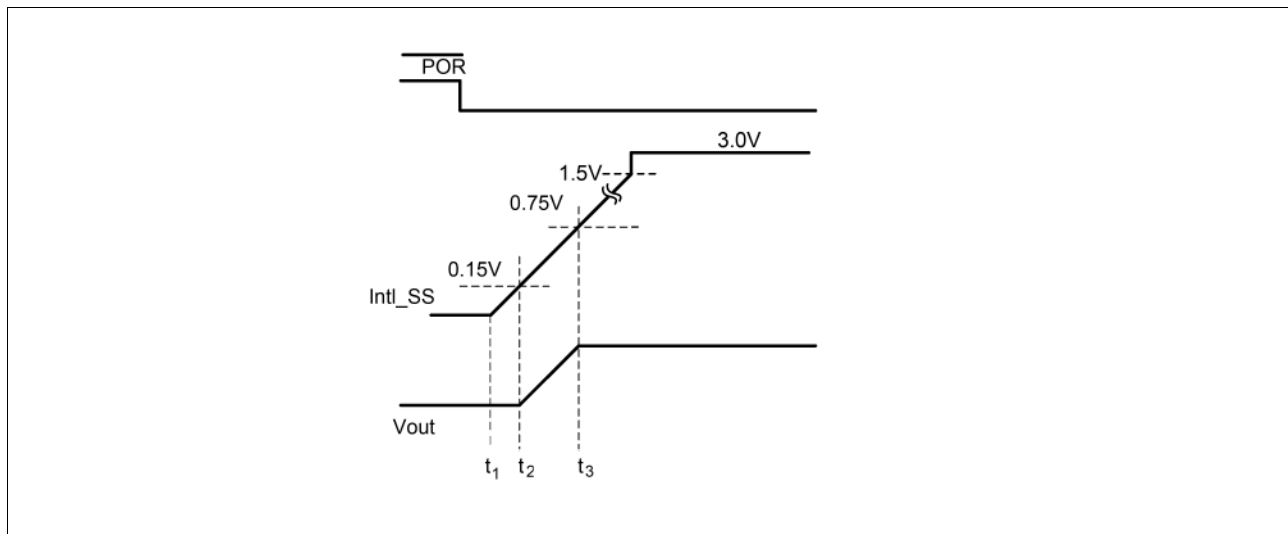 POR
3.0V
1.5V
0.75V
0.15V
Intl_SS
Vout
t1 t2 t3